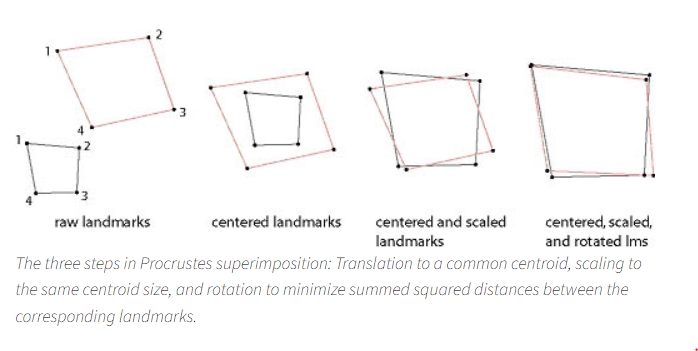 2
1
3
4
1
2
3
4
raw landmarks
centered landmarks
centered and scaled
landmarks
centered, scaled,
and rotated lms
The three steps in Procrustes superimposition: Translation to a common centroid, scaling to
the same centroid size, and rotation to minimize summed squared distances between the
corresponding landmarks.